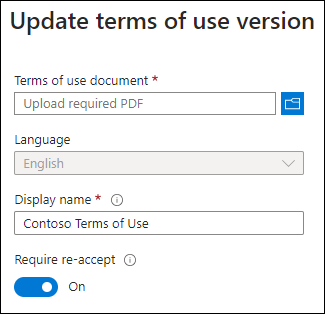 Update terms of use version
Terms of use document *
Upload required PDF
Language
English
Display name *
Contoso Terms of Use
Require re-accept
On